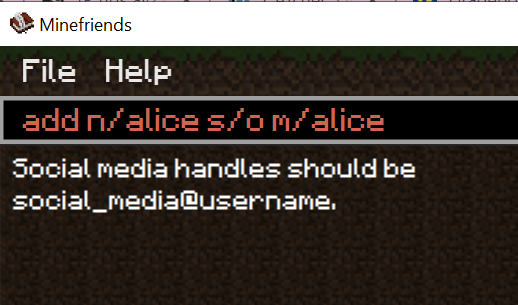 Minefriends
File Help
add n/alice s/o m/alice
Social media handles should be
social_media@username.